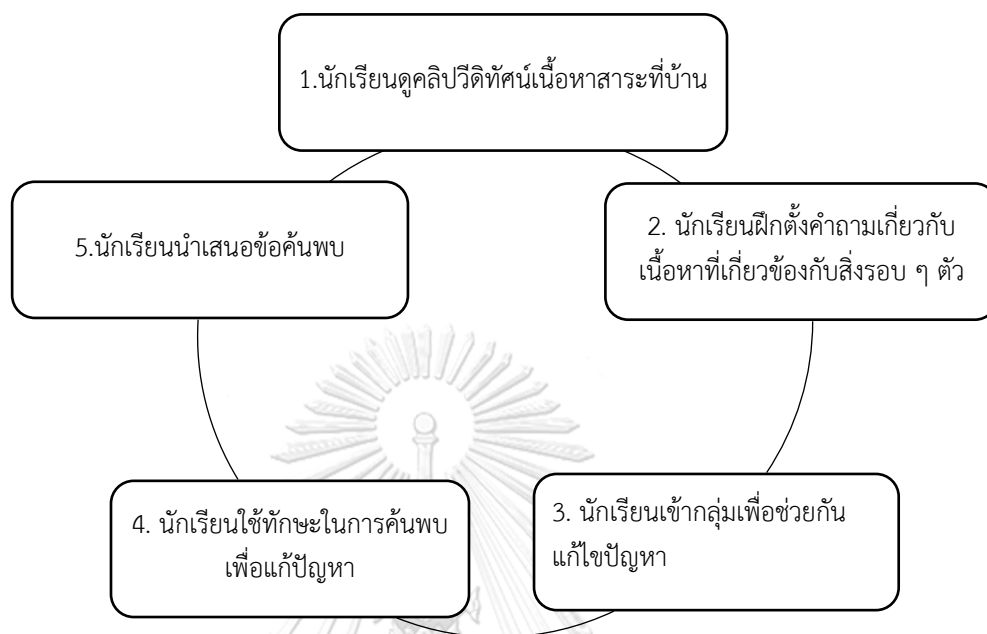 1.นักเรียนดูคลิปวีดิทัศน์เนื้อหาสาระที่บ้าน
2. นักเรียนฝึกตั้งคำถามเกี่ยวกับ
เนื้อหาที่เกี่ยวข้องกับสิ่งรอบ ๆ ตัว
3. นักเรียนเข้ากลุ่มเพื่อช่วยกัน
แก้ไขปัญหา
4. นักเรียนใช้ทักษะในการค้นพบ
เพื่อแก้ปัญหา
5.นักเรียนนำเสนอข้อค้นพบ